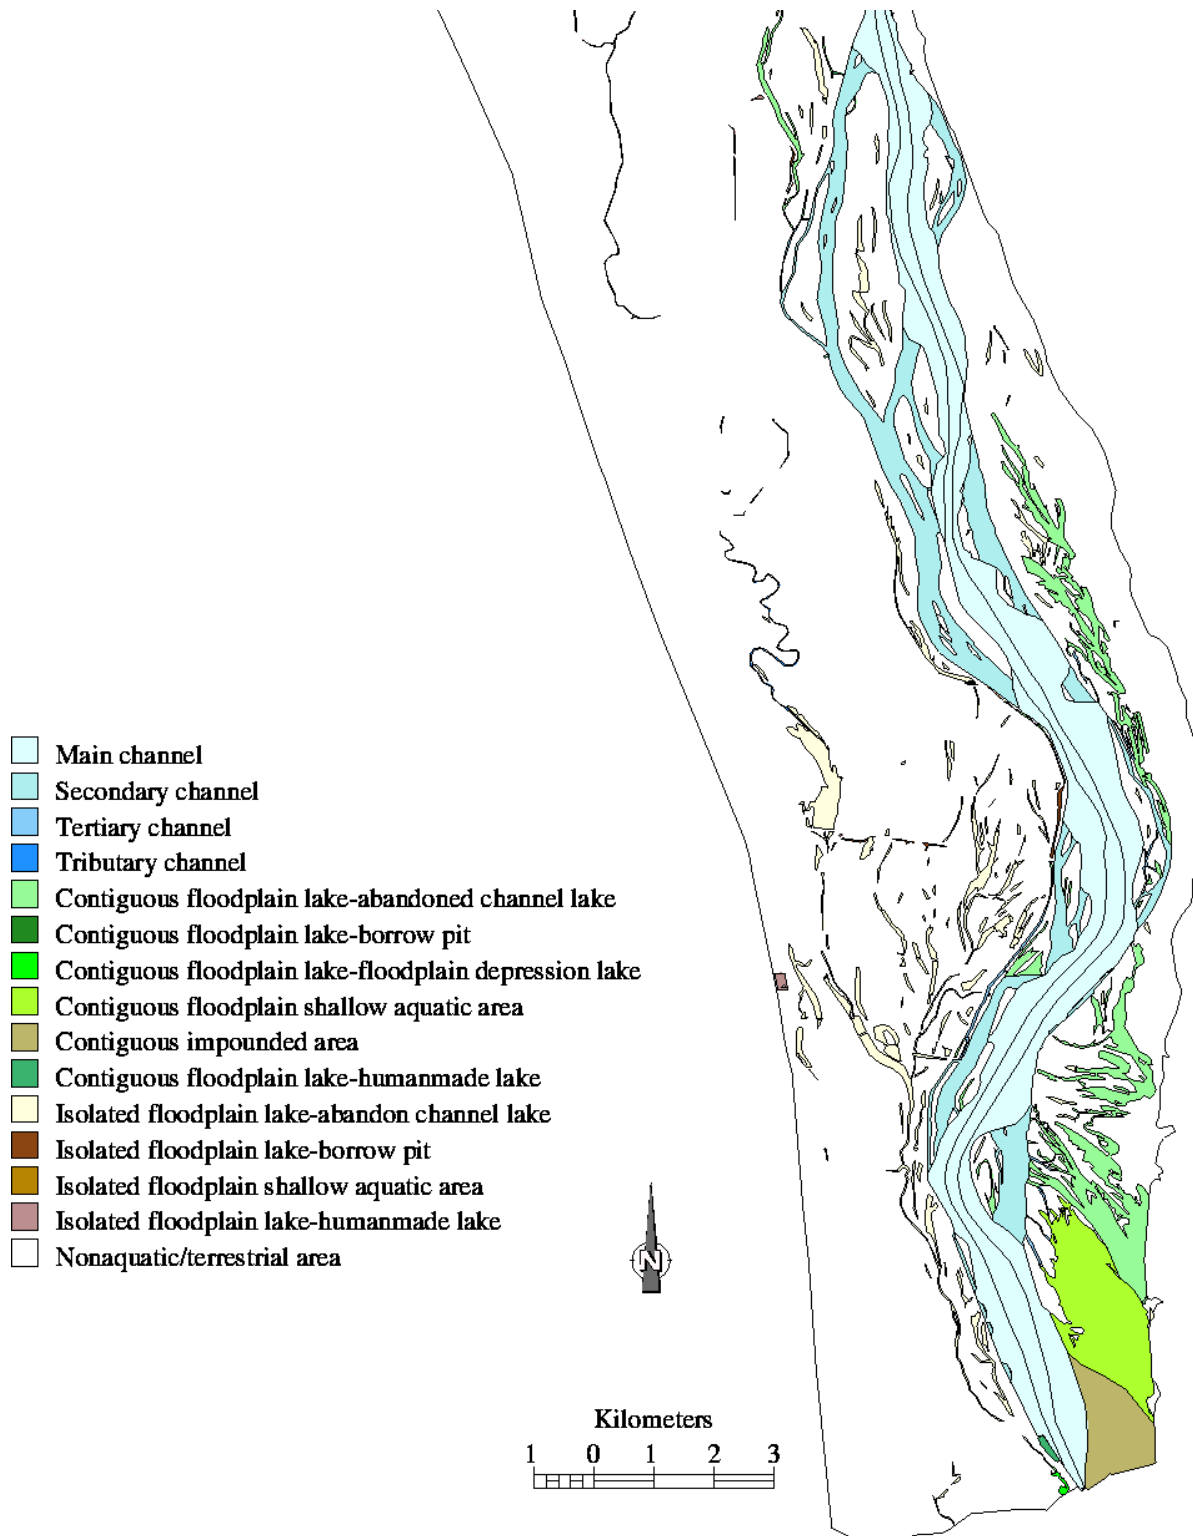 Main channel
Secondary channel
Tertiary channel
Tributary channel
Contiguous floodplain lake-abandoned channel lake
Contiguous floodplain lake-borrow pit
Contiguous floodplain lake-floodplain depression lake
Contiguous floodplain shallow aquatic area
Contiguous impounded area
Contiguous floodplain lake-humanmade lake
Isolated floodplain lake-abandon channel lake
Isolated floodplain lake-borrow pit
Isolated floodplain shallow aquatic area
Isolated floodplain lake-humanmade lake
Nonaquatic/terrestrial area
N
Kilometers
1 0 1 2 3